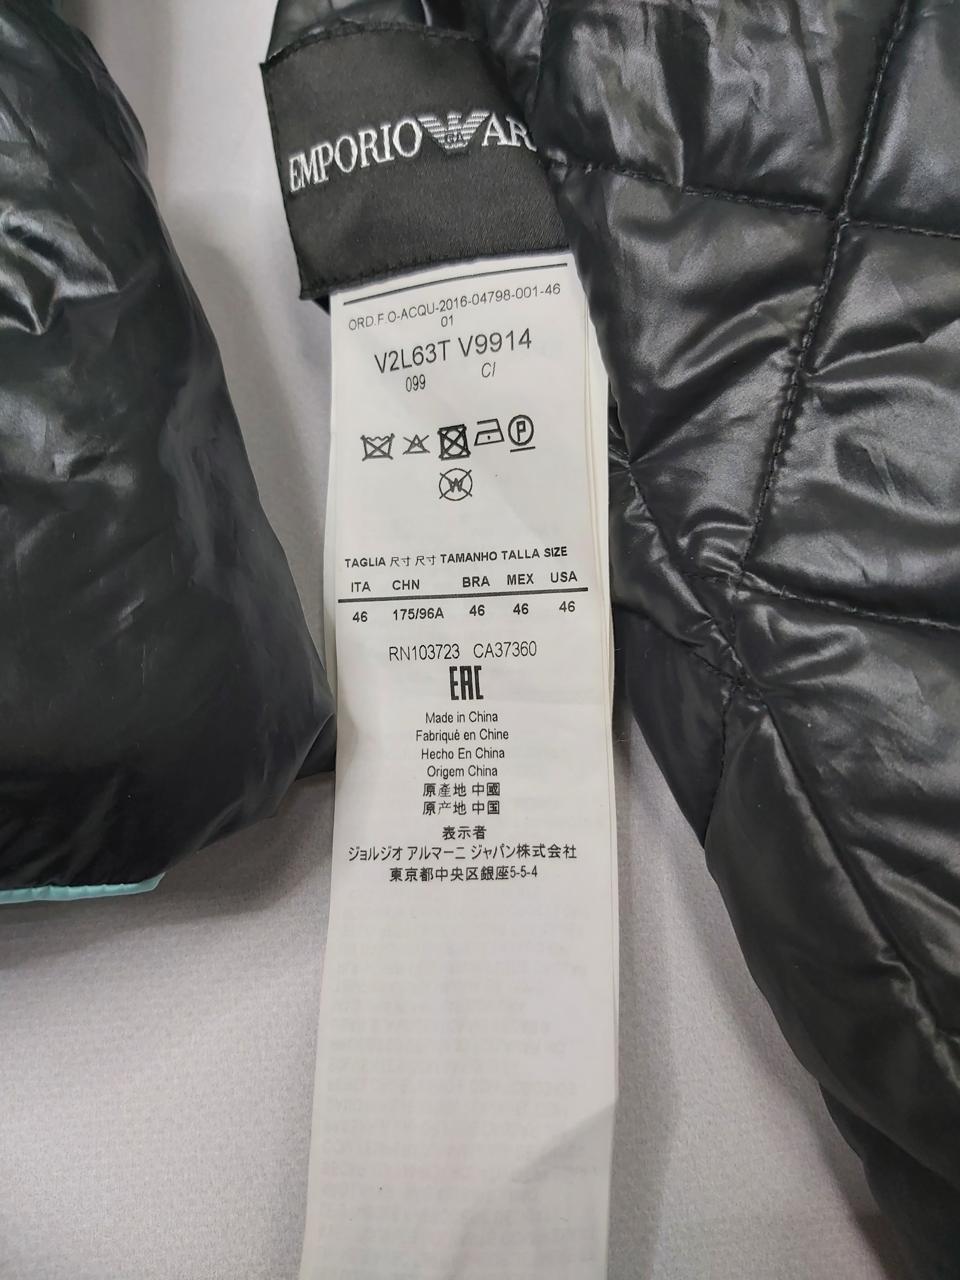 EMPORIO AR
ORD.F.O-ACQU-2016-04798-001-46
01
V2L63T V9914
099 C/
P
W
TAGLIA 尺寸 尺寸 TAMANHO TALLA SIZE
ITA CHN BRA MEX USA
46 175/96A 46 46 46
RN103723 CA37360
EAC
Made in China
Fabriquè en Chine
Hecho En China
Origem China
原產地 中國
原产地 中国
表示者
ジョルジオ アルマーニ ジャパン株式会社
東京都中央区銀座5-5-4